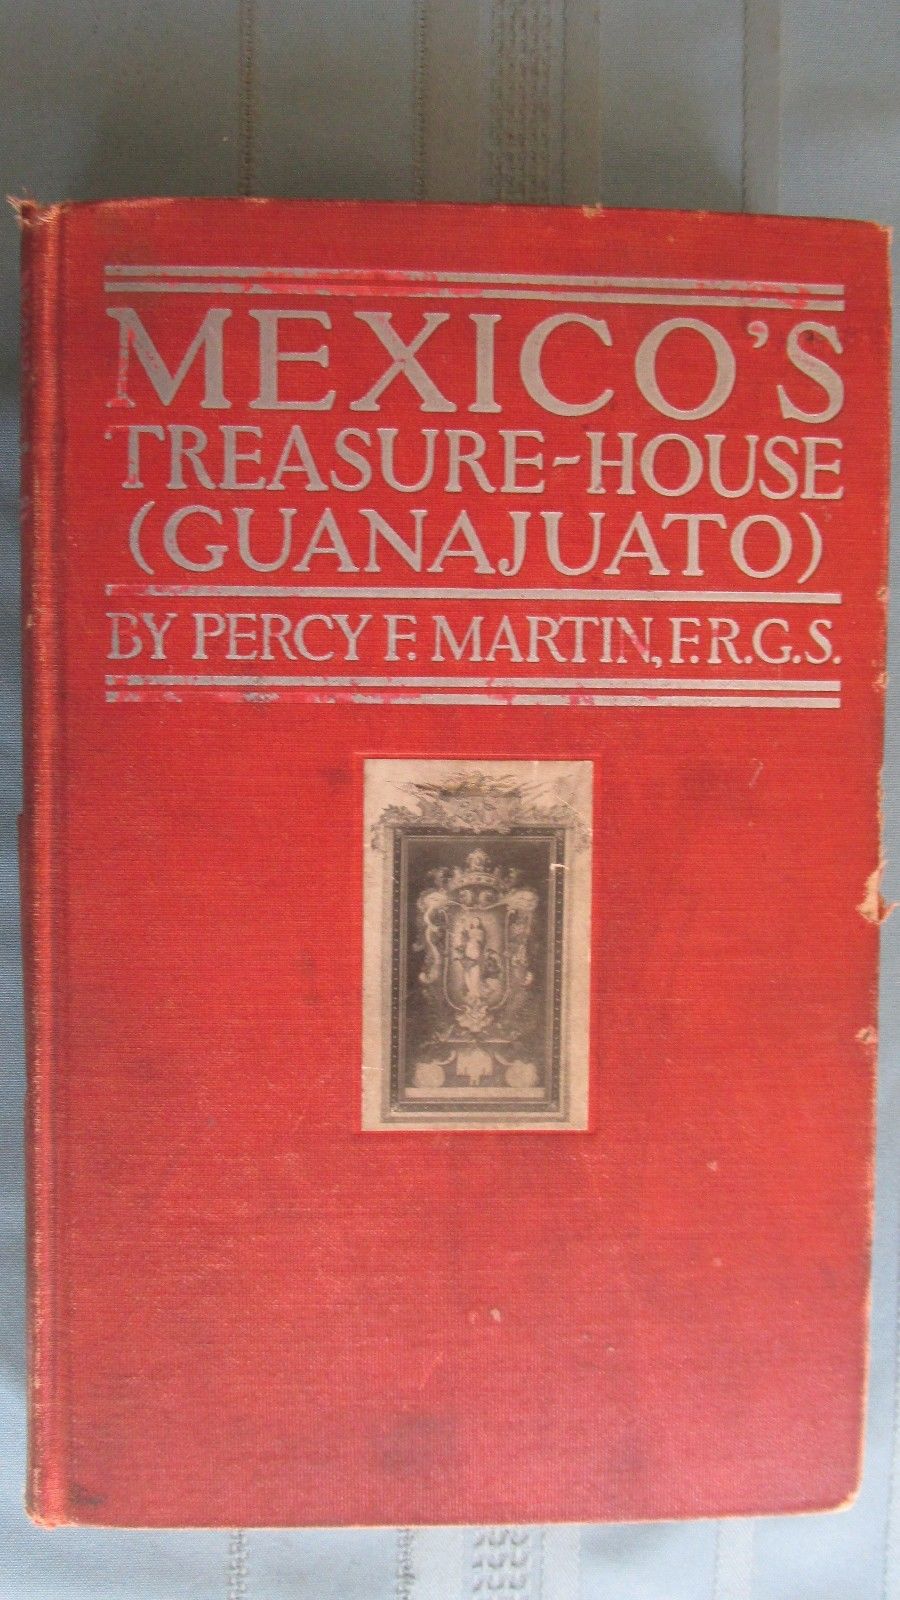 MEXICO'S
TREASURE-HOUSE
(GUANAJUATO)
BY PERCY F. MARTIN, F.R.G.S.